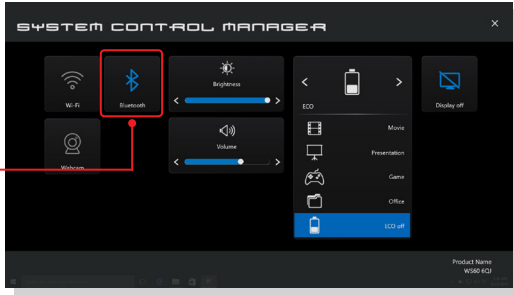 SYSTEM CONTROL MANAGER
Wi-Fi
Bluetooth
Brightness
ECO
Display off
Movie
Webcam
Volume
Presentation
Game
Office
ECO off
Product Name
WS60 6QJ